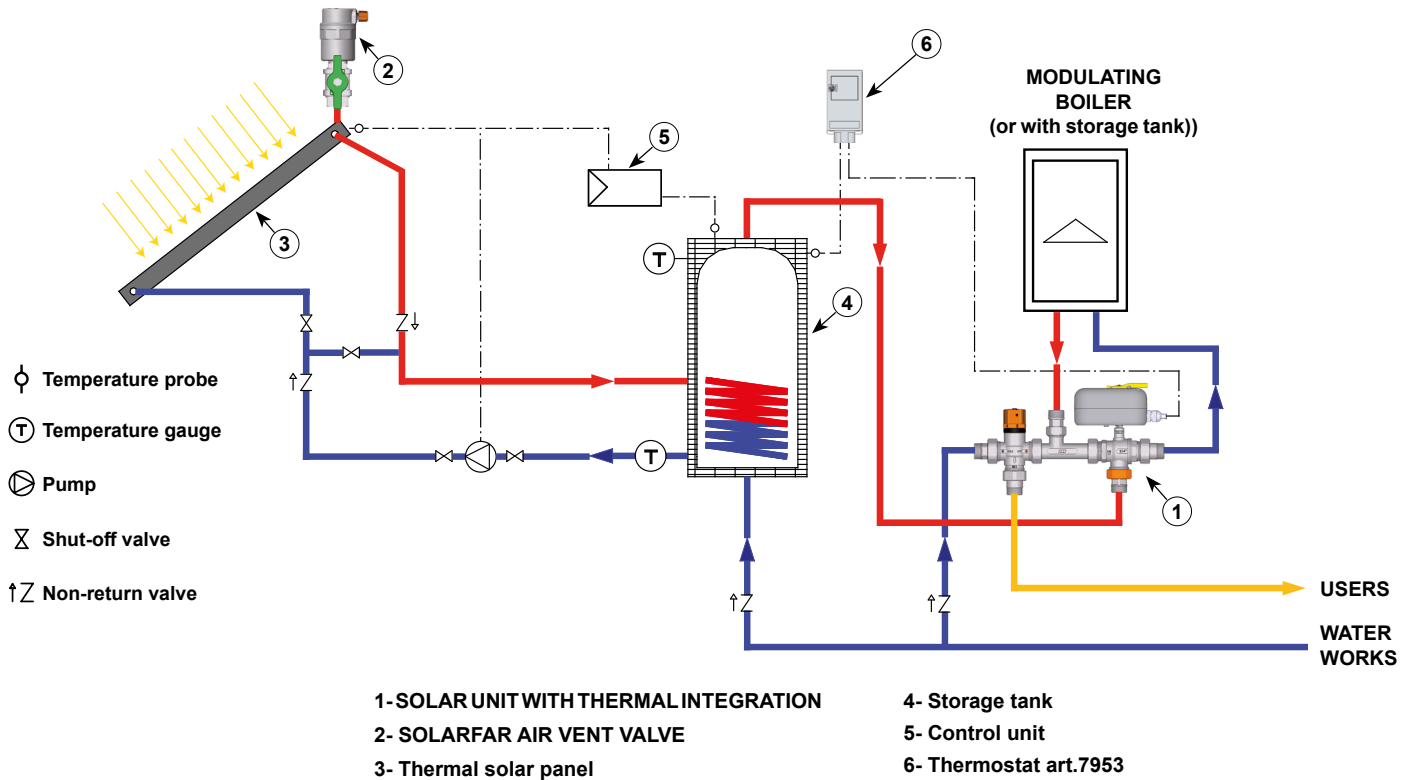 2
6
MODULATING
BOILER
(or with storage tank))
5
3
T
4
Temperature probe
T Temperature gauge
Pump
Shut-off valve
Non-return valve
T
1
USERS
WATER
WORKS
1- SOLAR UNIT WITH THERMAL INTEGRATION
2- SOLARFAR AIR VENT VALVE
3- Thermal solar panel
4- Storage tank
5- Control unit
6- Thermostat art.7953